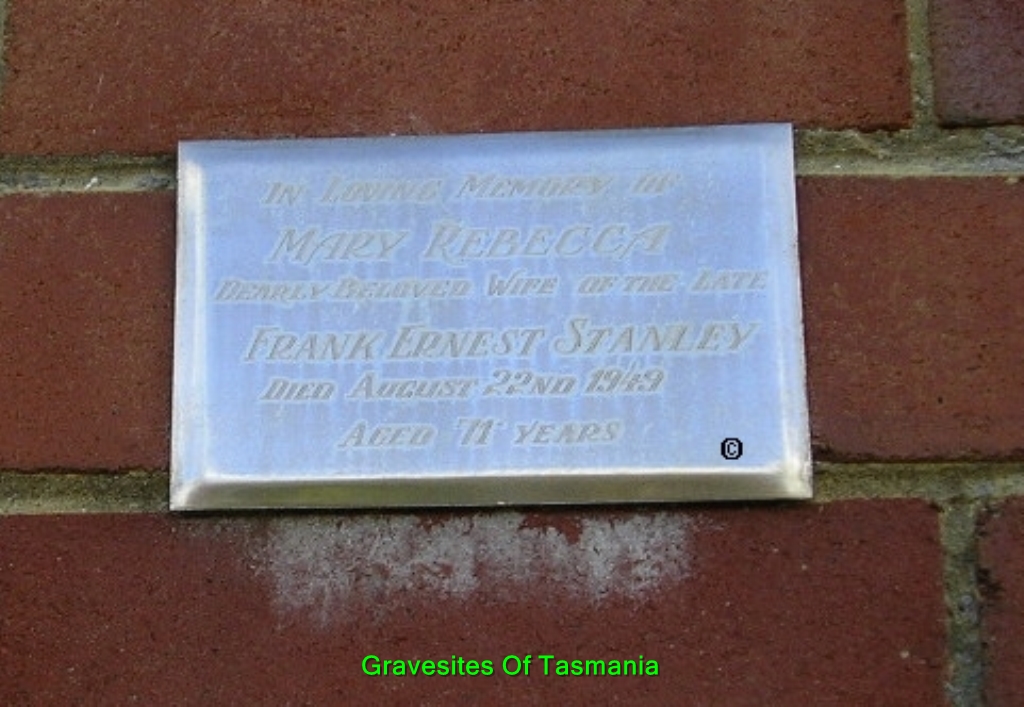 In Loving Memory of
Mary Rebecca
Dearly Beloved Wife of the Late
Frank Ernest Stanley
Died August 22nd 1949
Aged 71 years
©
Gravesites Of Tasmania